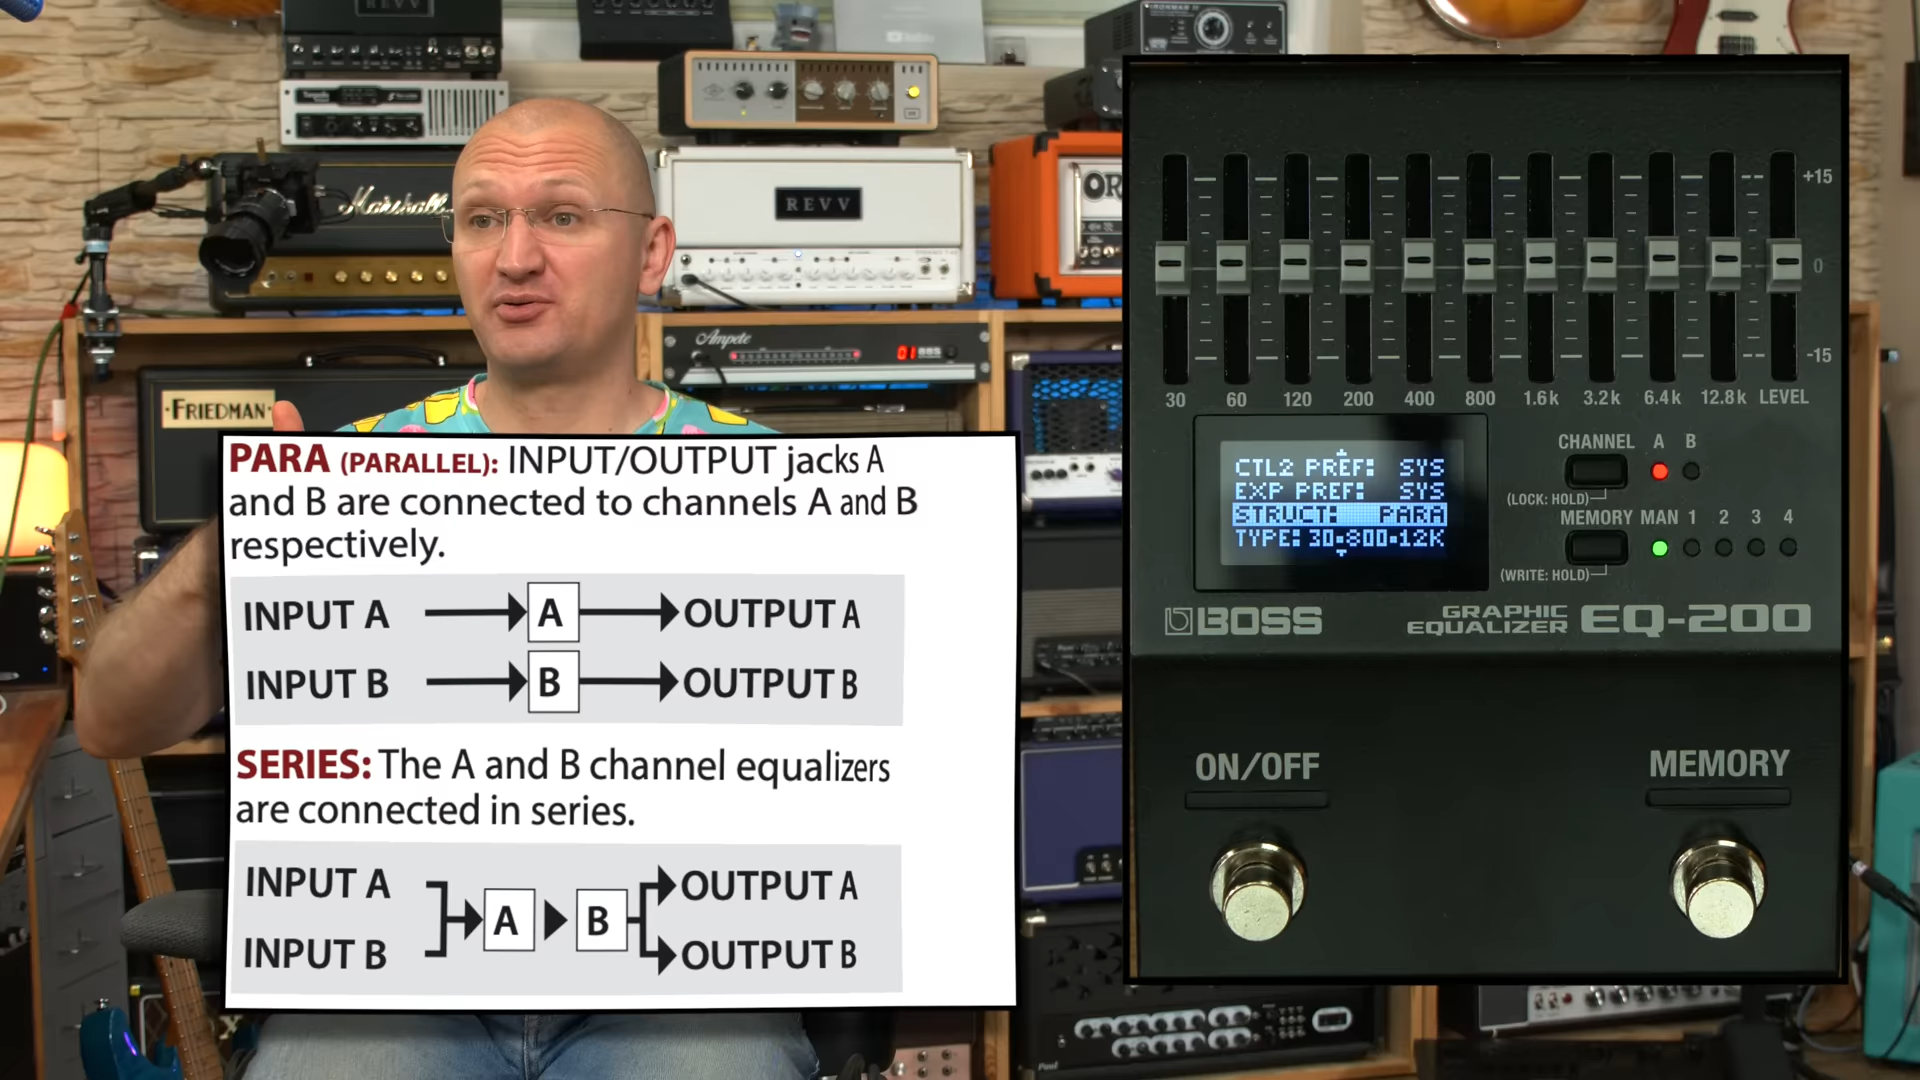 REVV
Marshall
REVV
OR
Ampete
FRIEDMAN
PARA (PARALLEL): INPUT/OUTPUT jacks A
and B are connected to channels A and B
respectively.
INPUT A A OUTPUT A
INPUT B B OUTPUT B
SERIES: The A and B channel equalizers
are connected in series.
INPUT A OUTPUT A
A B
INPUT B OUTPUT B
IRONMAN II
+15
0
-15
30 60 120 200 400 800 1.6k 3.2k 6.4k 12.8k LEVEL
CTL2 PREF: SYS
EXP PREF: SYS
STRUCT: PARA
TYPE: 30-800-12K
CHANNEL A B
(LOCK: HOLD)
MEMORY MAN 1 2 3 4
(WRITE: HOLD)
BOSS GRAPHIC EQUALIZER EQ-200
ON/OFF MEMORY